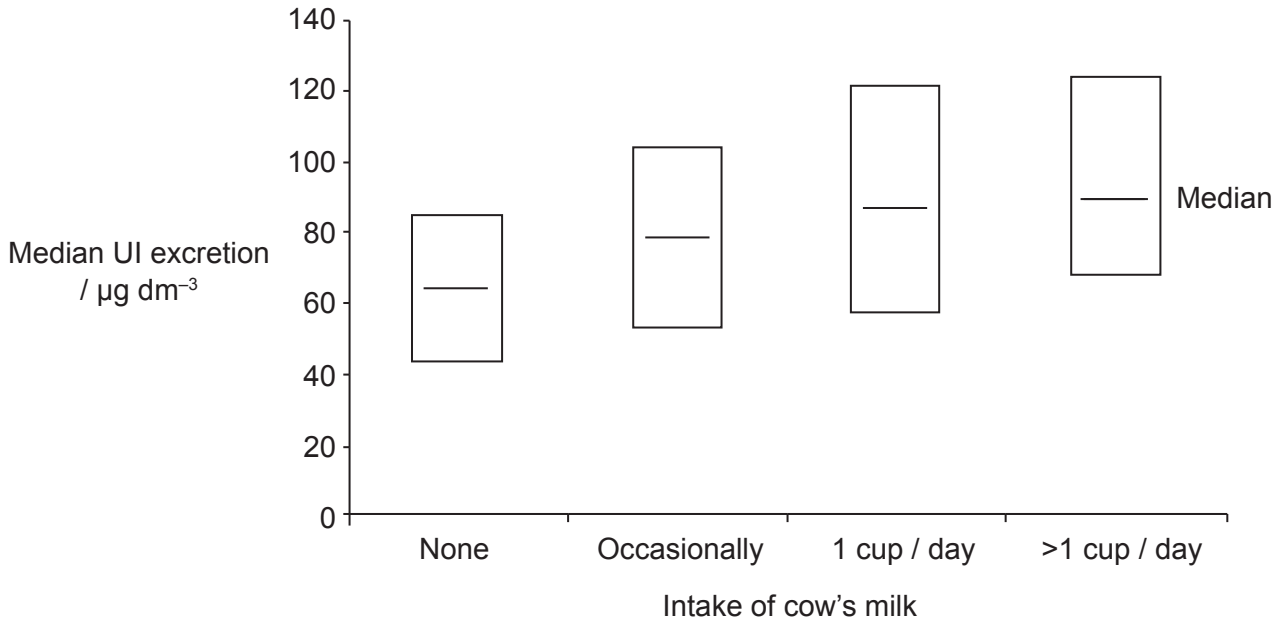 140
120
100
80
60
40
20
0
Median UI excretion
/ µg dm⁻³
Median
None Occasionally 1 cup / day >1 cup / day
Intake of cow's milk